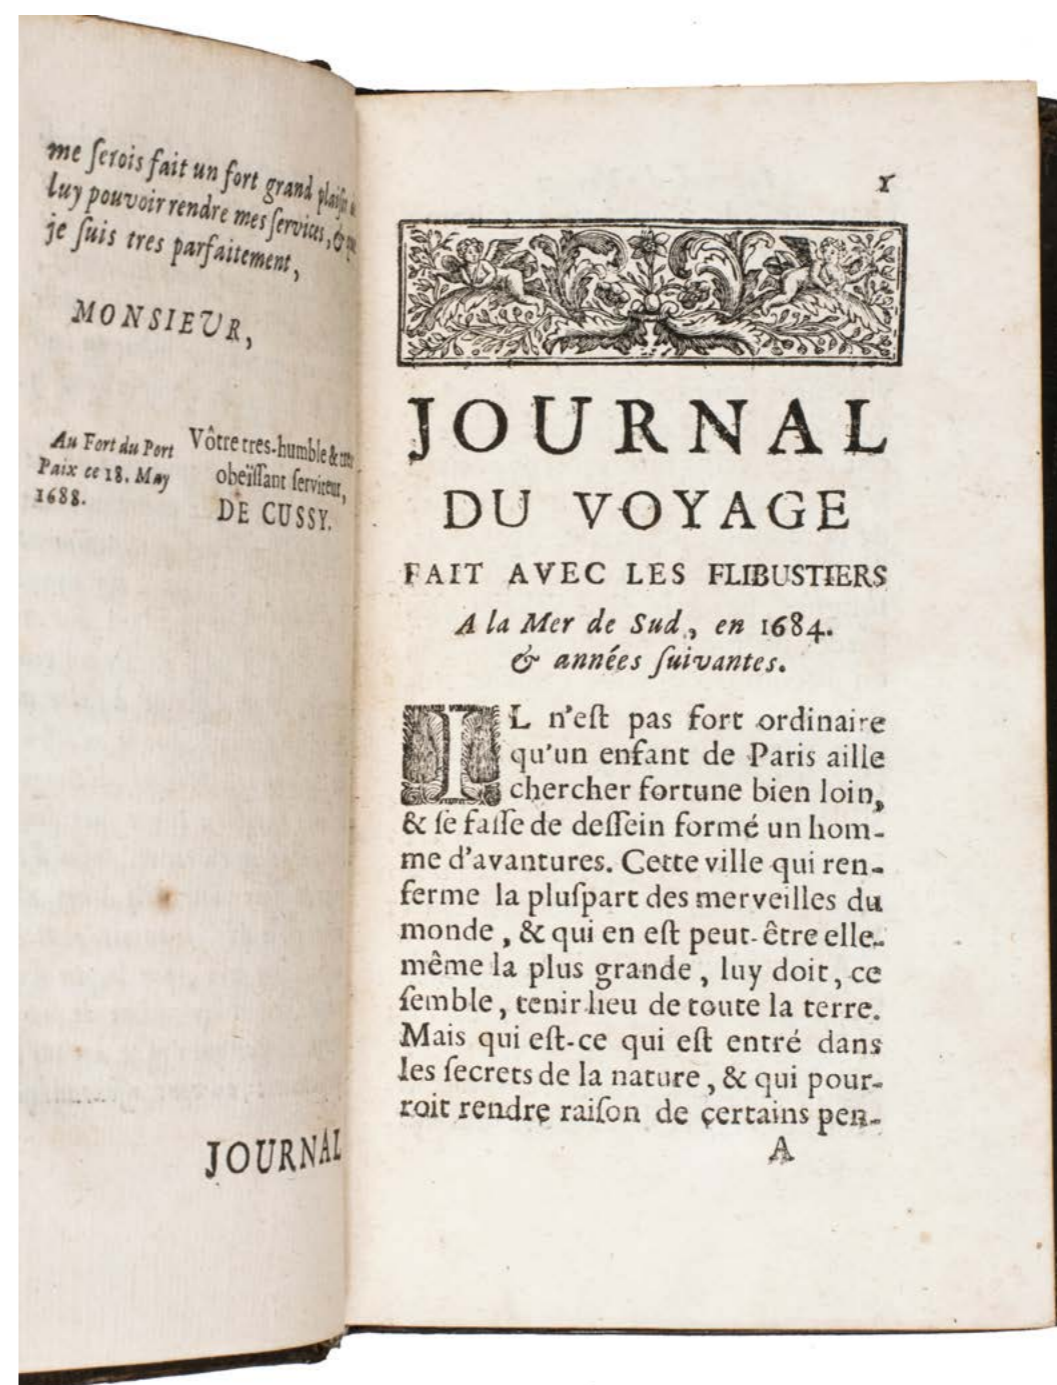 me ſerois fait un fort grand plaiſir
luy pouvoir rendre mes ſervices, &
je ſuis tres parfaitement,
MONSIEUR,
Au Fort du Port
Paix ce 18. May
1688.
Vôtre tres-humble &
obeïſſant ſerviteur,
DE CUSSY.
JOURNAL
1
JOURNAL
DU VOYAGE
FAIT AVEC LES FLIBUSTIERS
A la Mer de Sud, en 1684.
& années ſuivantes.
IL n'eſt pas fort ordinaire
qu'un enfant de Paris aille
chercher fortune bien loin,
& ſe faſſe de deſſein formé un hom-
me d'avantures. Cette ville qui ren-
ferme la pluſpart des merveilles du
monde, & qui en eſt peut-être elle-
même la plus grande, luy doit, ce
ſemble, tenir lieu de toute la terre.
Mais qui eſt-ce qui eſt entré dans
les ſecrets de la nature, & qui pour-
roit rendre raiſon de certains pen-
A